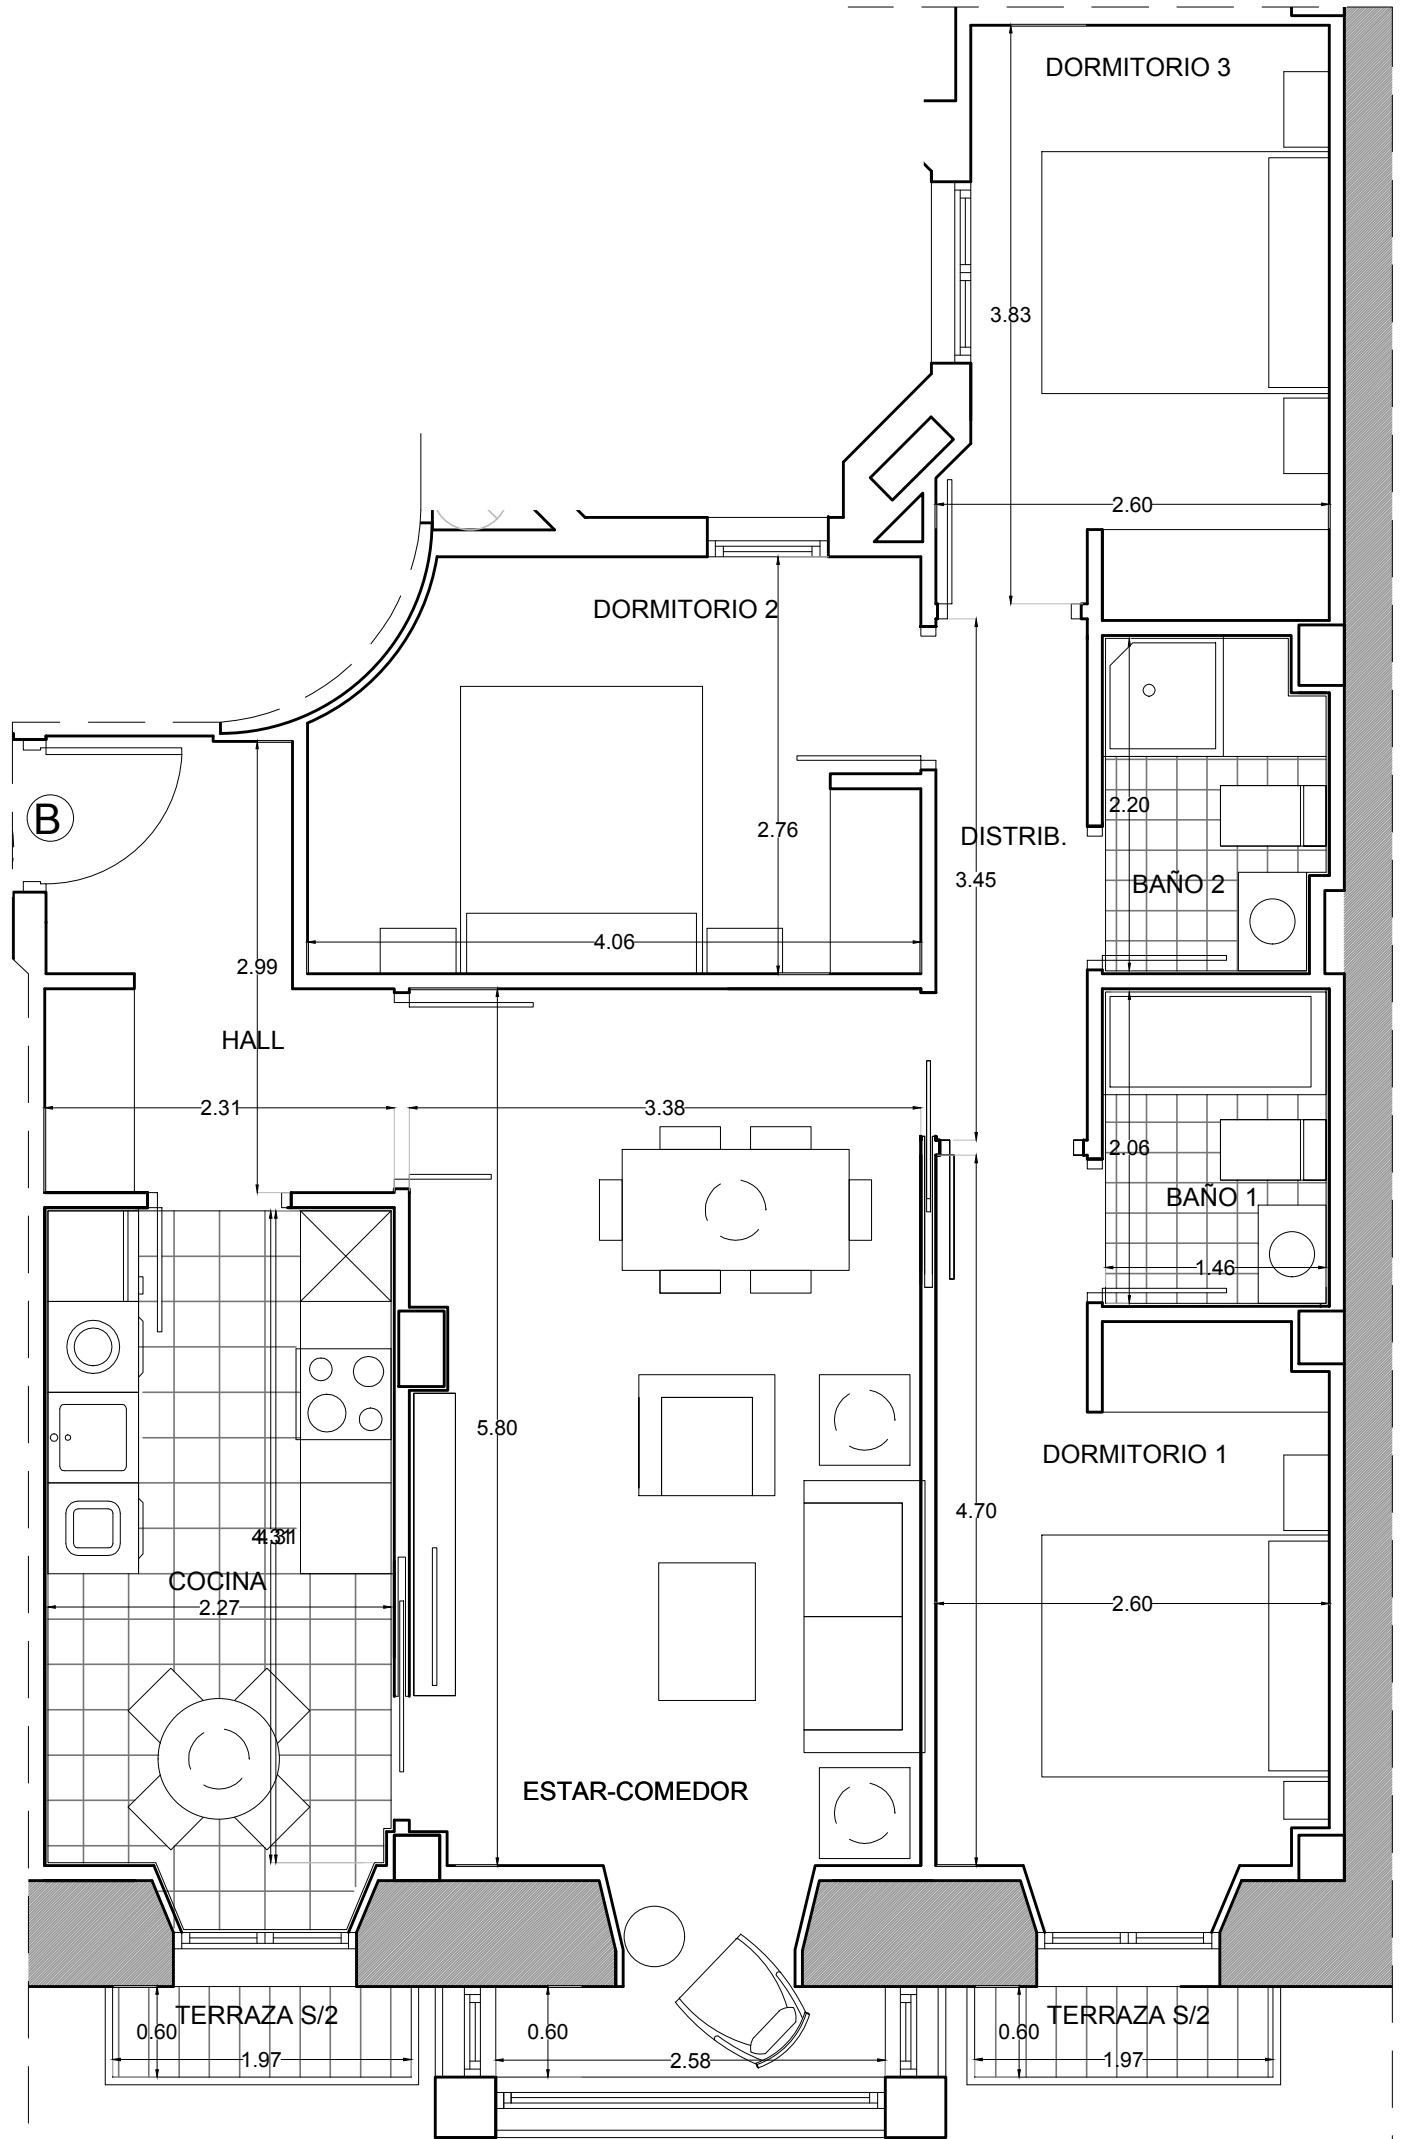 DORMITORIO 3
3.83
2.60
DORMITORIO 2
2.20
B
2.76
DISTRIB.
3.45
BAÑO 2
4.06
2.99
HALL
2.31
3.38
2.06
BAÑO 1
1.46
5.80
DORMITORIO 1
4.70
4.31
COCINA
2.27
2.60
ESTAR-COMEDOR
TERRAZA S/2
TERRAZA S/2
0.60
0.60
0.60
1.97
2.58
1.97